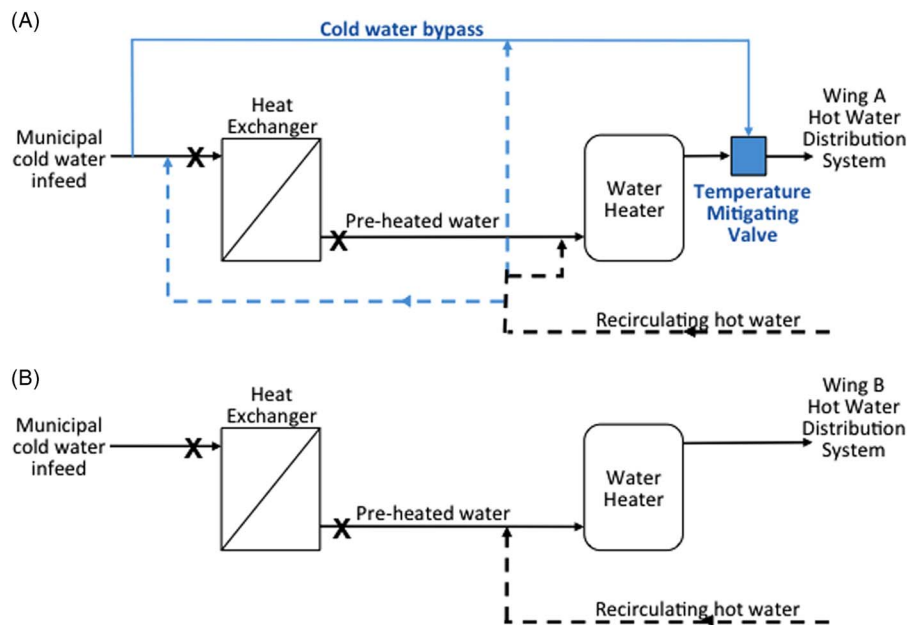 (A)
Cold water bypass
Municipal
cold water
infeed
X
Heat
Exchanger
X
Pre-heated water
Water
Heater
Temperature
Mitigating
Valve
Wing A
Hot Water
Distribution
System
Recirculating hot water
(B)
Municipal
cold water
infeed
X
Heat
Exchanger
X
Pre-heated water
Water
Heater
Wing B
Hot Water
Distribution
System
Recirculating hot water